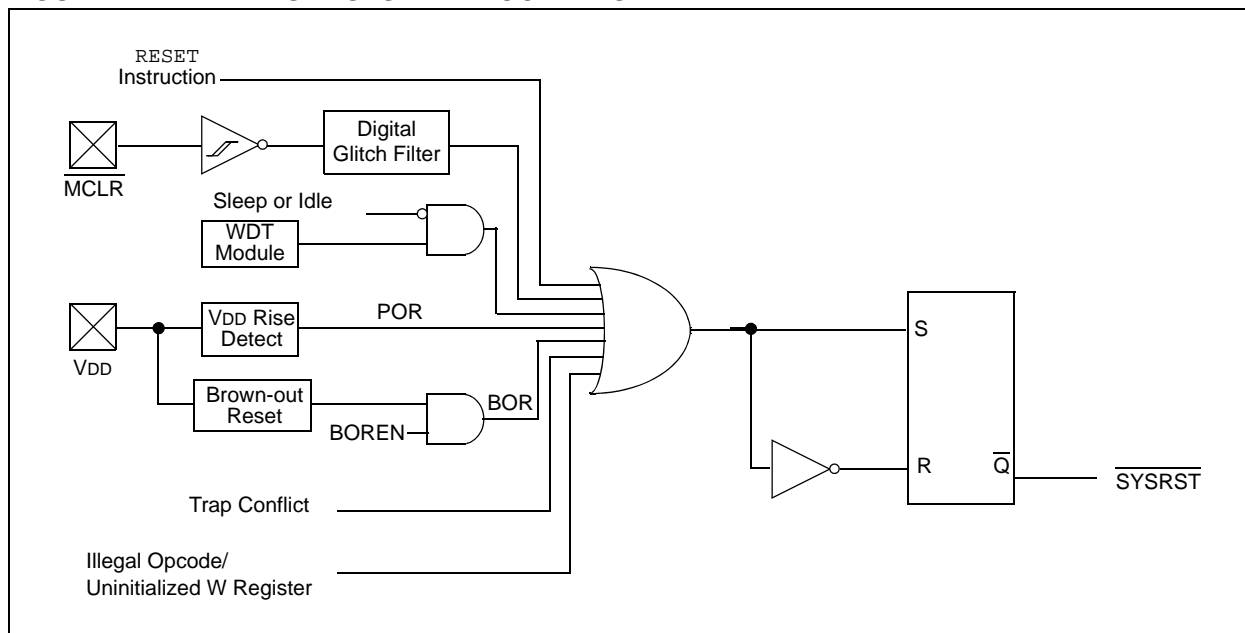 RESET
Instruction
Digital
Glitch Filter
MCLR
Sleep or Idle
WDT
Module
VDD Rise
Detect
POR
VDD
Brown-out
Reset
BOR
BOREN
Trap Conflict
Illegal Opcode/
Uninitialized W Register
S
R
Q
SYSRST